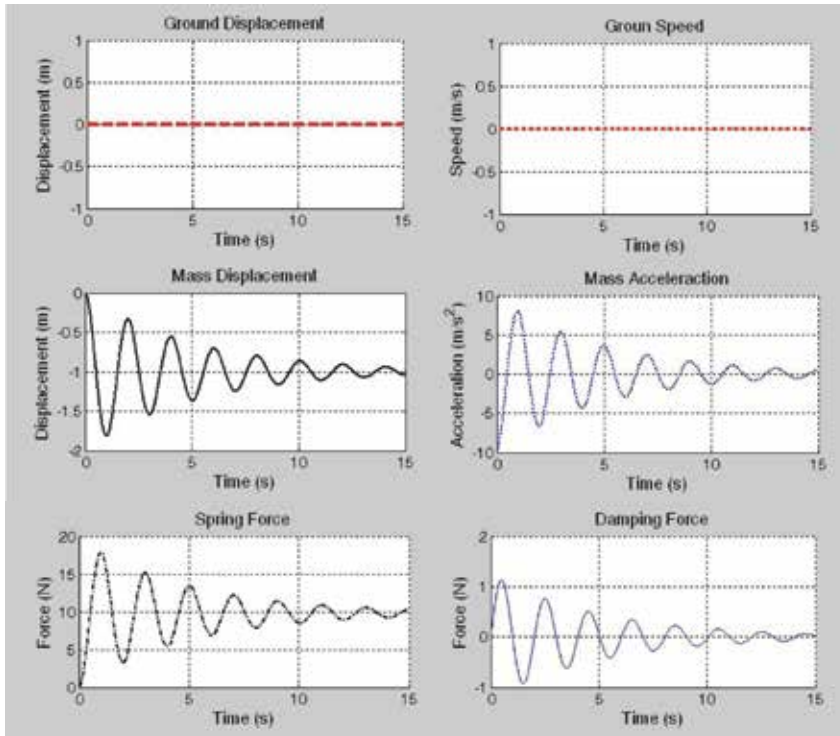 Ground Displacement
Displacement (m)
1
0.5
0
-0.5
-1
0 5 10 15
Time (s)
Groun Speed
Speed (m/s)
1
0.5
0
-0.5
-1
0 5 10 15
Time (s)
Mass Displacement
Displacement (m)
0
-0.5
-1
-1.5
-2
0 5 10 15
Time (s)
Mass Acceleraction
Acceleration (m/s²)
10
5
0
-5
-10
0 5 10 15
Time (s)
Spring Force
Force (N)
20
15
10
5
0
0 5 10 15
Time (s)
Damping Force
Force (N)
2
1
0
-1
0 5 10 15
Time (s)